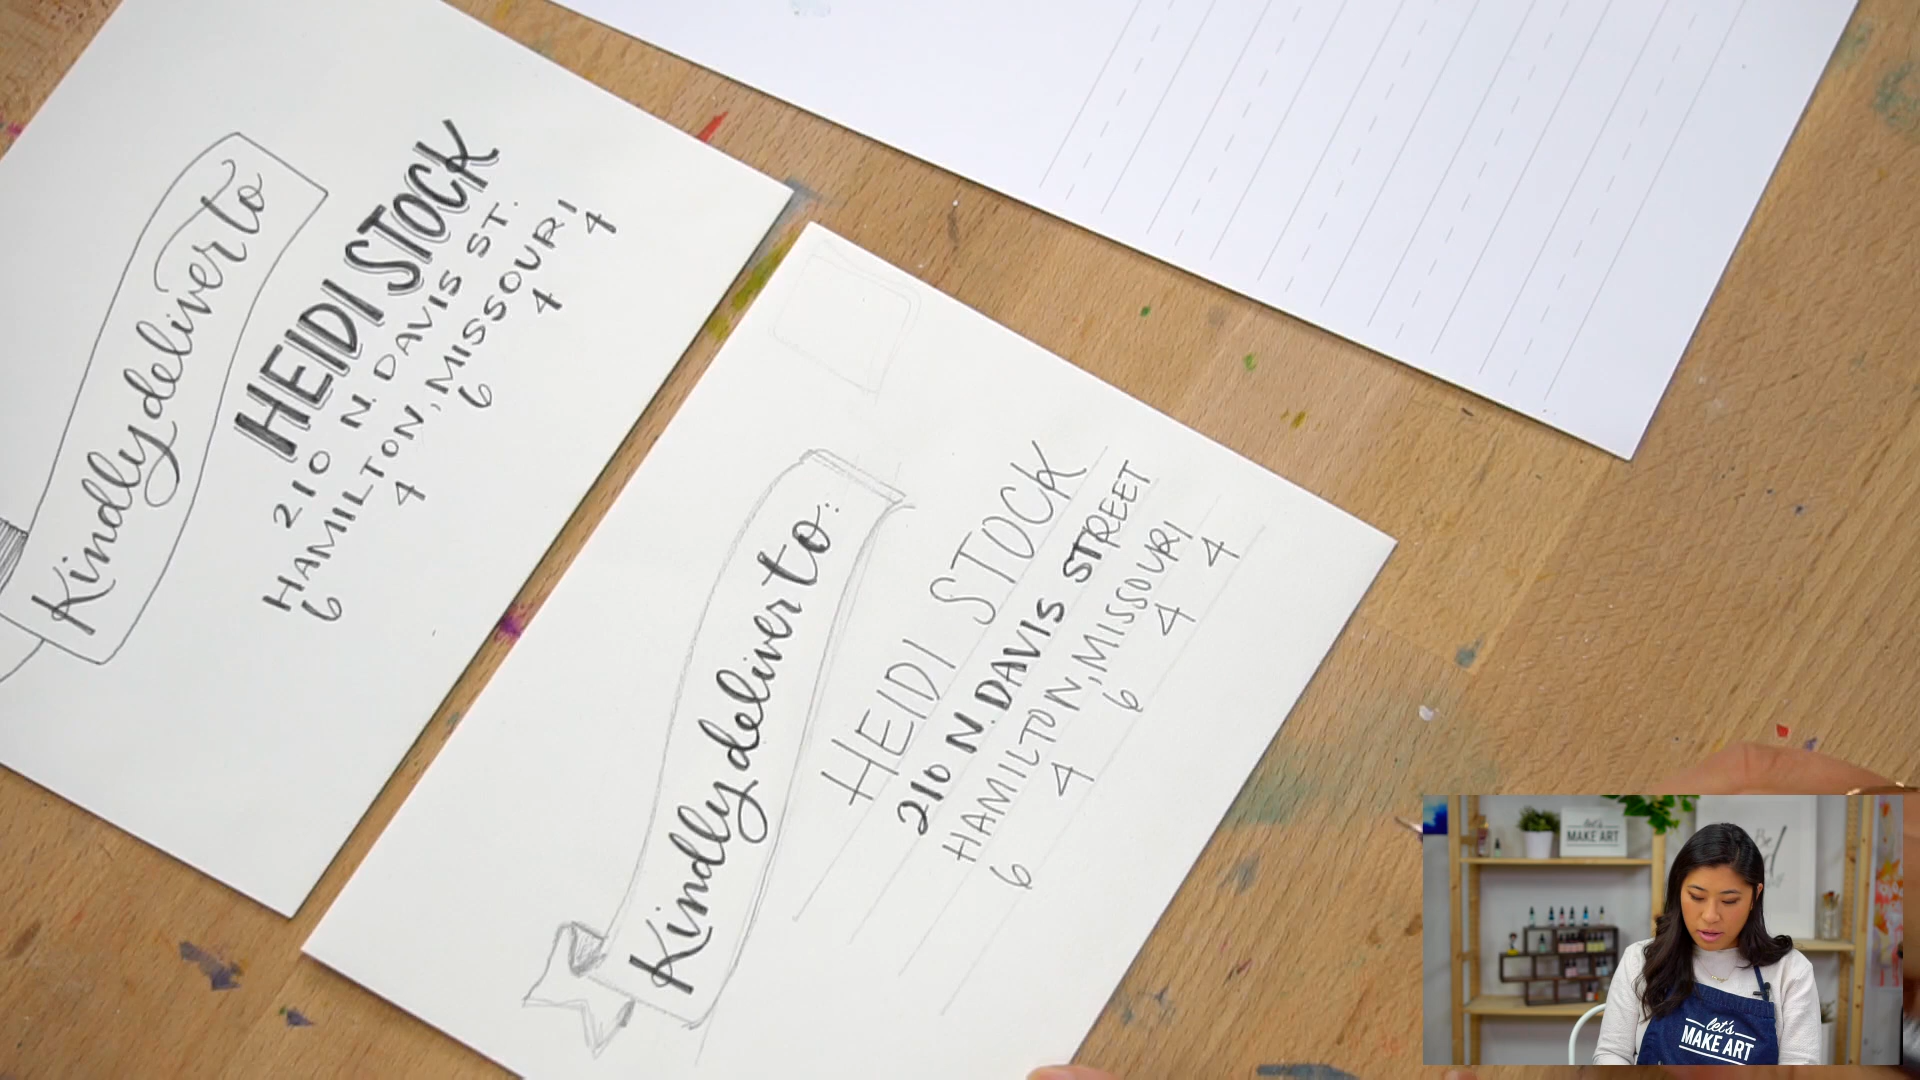 Kindly deliver to
HEIDI STOCK
210 N. DAVIS ST.
HAMILTON, MISSOURI
6 4 6 4 4
Kindly deliver to:
HEIDI STOCK
210 N. DAVIS STREET
HAMILTON, MISSOURI
6 4 6 4 4
let's
MAKE ART
let's
MAKE ART